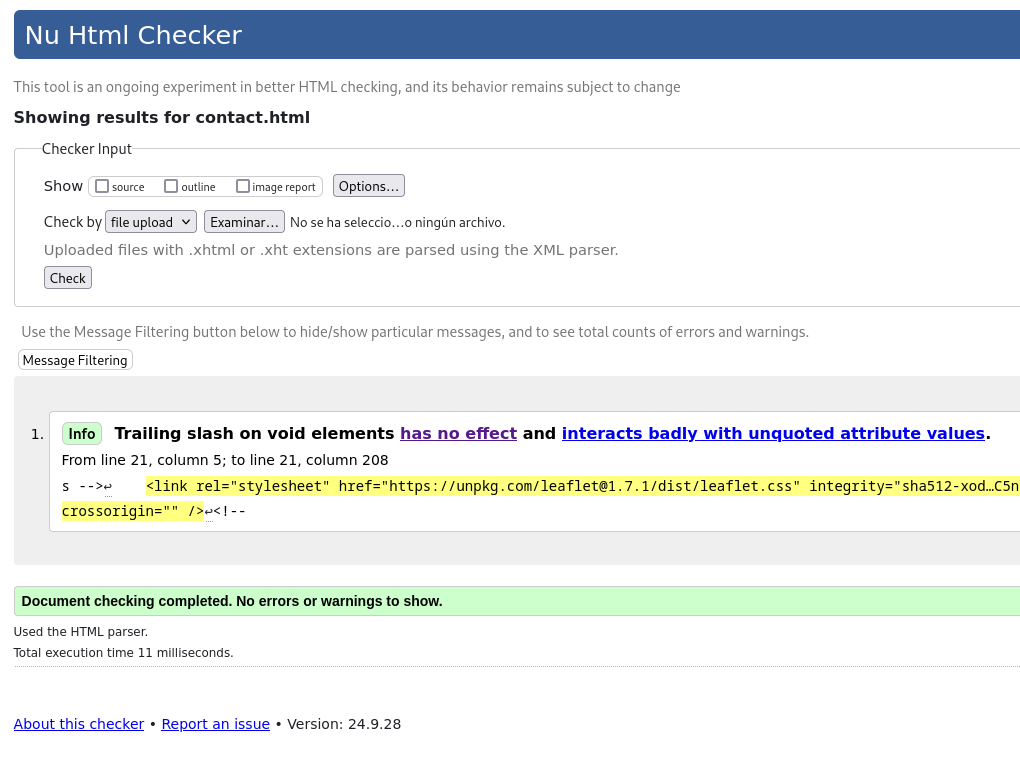 Nu Html Checker
This tool is an ongoing experiment in better HTML checking, and its behavior remains subject to change
Showing results for contact.html
Checker Input
Show source outline image report Options…
Check by file upload Examinar… No se ha seleccio…o ningún archivo.
Uploaded files with .xhtml or .xht extensions are parsed using the XML parser.
Check
Use the Message Filtering button below to hide/show particular messages, and to see total counts of errors and warnings.
Message Filtering
1. Info Trailing slash on void elements has no effect and interacts badly with unquoted attribute values.
From line 21, column 5; to line 21, column 208
s -->↩    <link rel="stylesheet" href="https://unpkg.com/leaflet@1.7.1/dist/leaflet.css" integrity="sha512-xod…C5n
crossorigin="" />↩<!--
Document checking completed. No errors or warnings to show.
Used the HTML parser.
Total execution time 11 milliseconds.
About this checker • Report an issue • Version: 24.9.28